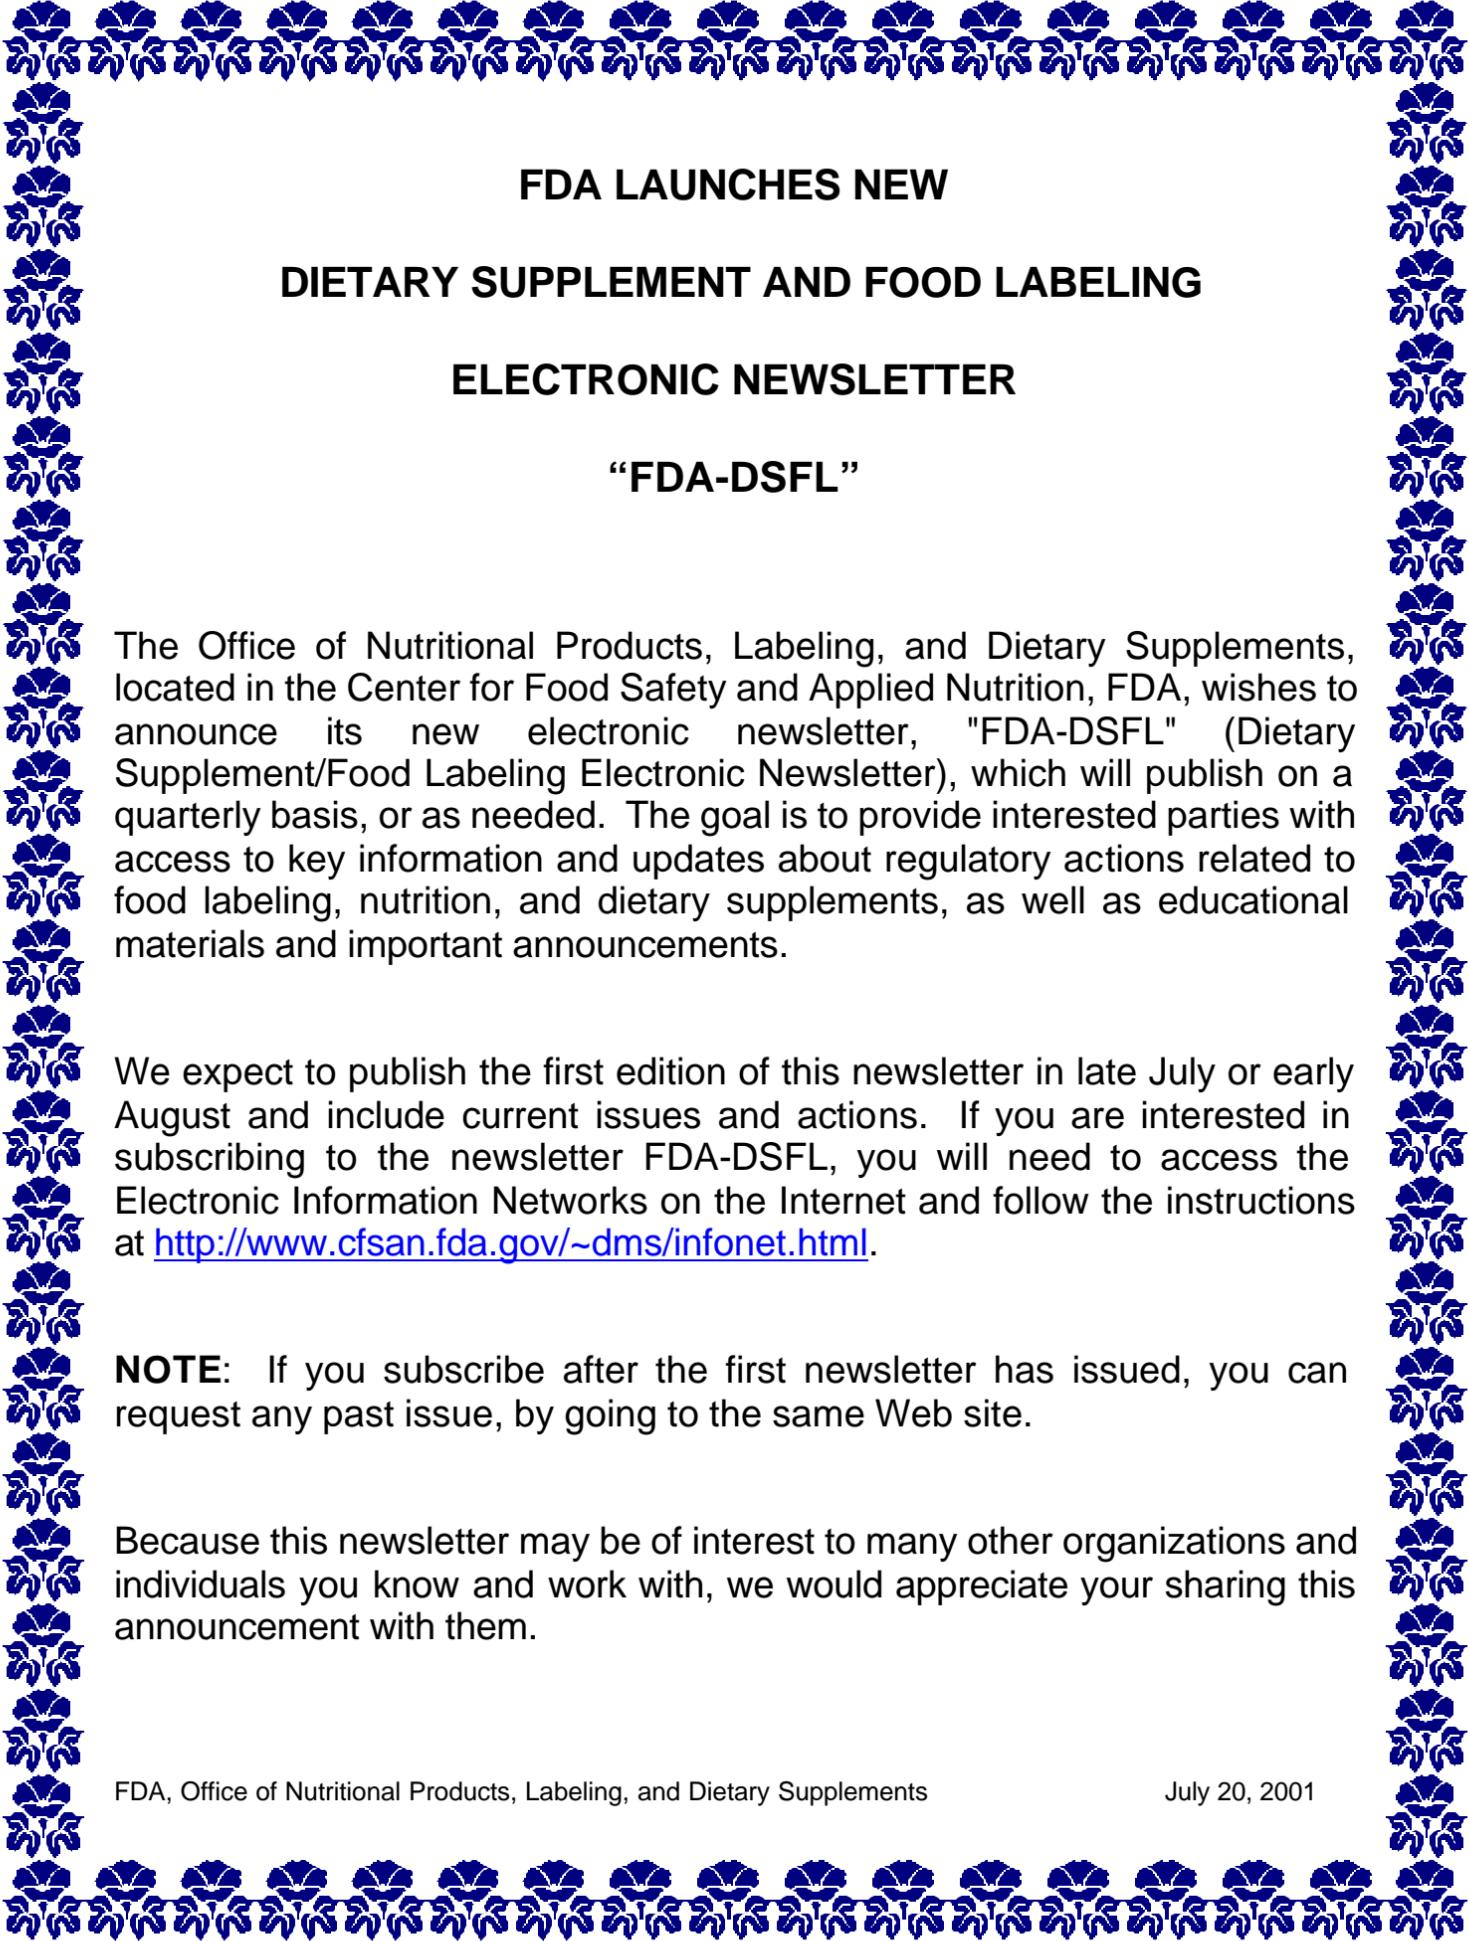 FDA LAUNCHES NEW
DIETARY SUPPLEMENT AND FOOD LABELING
ELECTRONIC NEWSLETTER
“FDA-DSFL”
The Office of Nutritional Products, Labeling, and Dietary Supplements,
located in the Center for Food Safety and Applied Nutrition, FDA, wishes to
announce its new electronic newsletter, "FDA-DSFL" (Dietary
Supplement/Food Labeling Electronic Newsletter), which will publish on a
quarterly basis, or as needed. The goal is to provide interested parties with
access to key information and updates about regulatory actions related to
food labeling, nutrition, and dietary supplements, as well as educational
materials and important announcements.
We expect to publish the first edition of this newsletter in late July or early
August and include current issues and actions. If you are interested in
subscribing to the newsletter FDA-DSFL, you will need to access the
Electronic Information Networks on the Internet and follow the instructions
at http://www.cfsan.fda.gov/~dms/infonet.html.
NOTE: If you subscribe after the first newsletter has issued, you can
request any past issue, by going to the same Web site.
Because this newsletter may be of interest to many other organizations and
individuals you know and work with, we would appreciate your sharing this
announcement with them.
FDA, Office of Nutritional Products, Labeling, and Dietary Supplements July 20, 2001